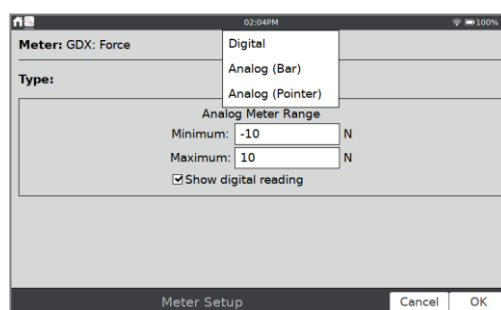 02:04PM 100%
Meter: GDX: Force
Digital
Analog (Bar)
Type:
Analog (Pointer)
Analog Meter Range
Minimum: -10 N
Maximum: 10 N
Show digital reading
Meter Setup Cancel OK